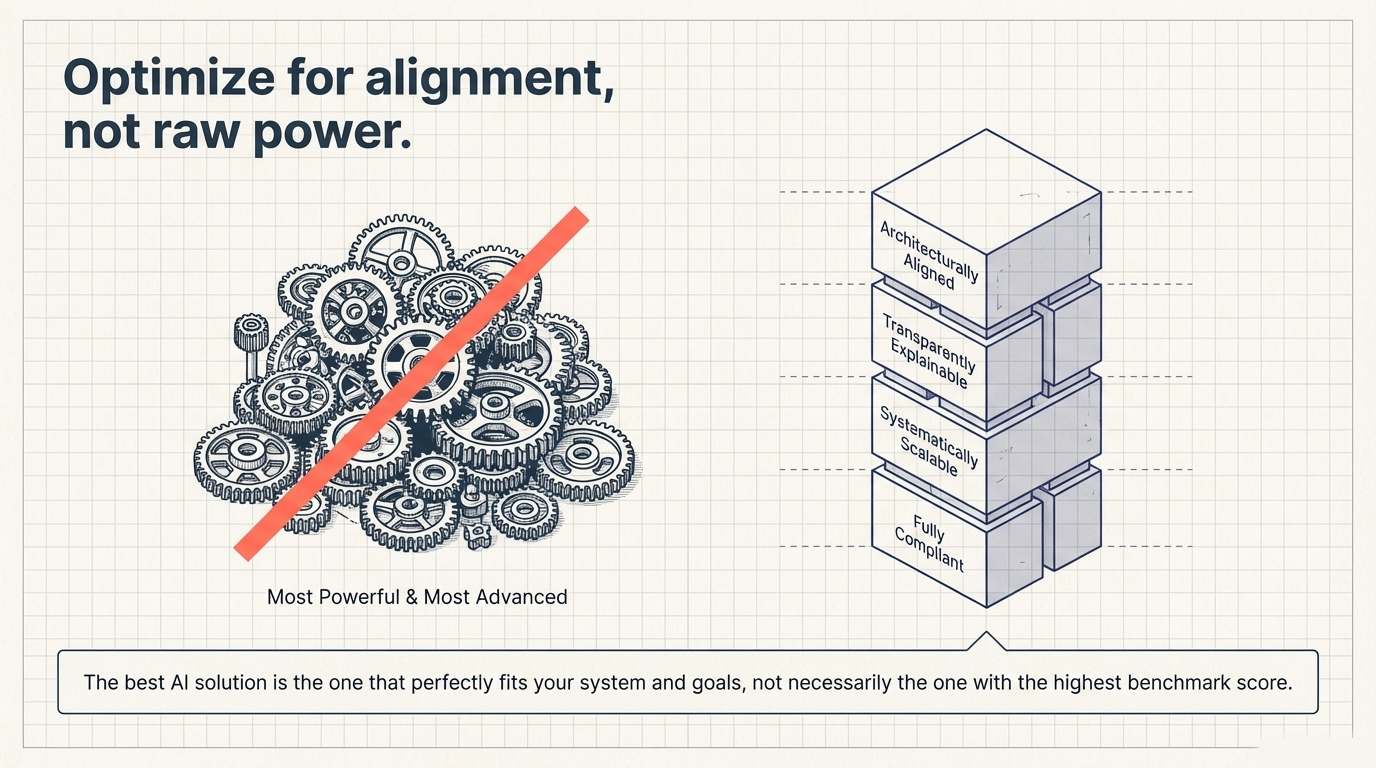 Optimize for alignment,
not raw power.
Most Powerful & Most Advanced
Architecturally
Aligned
Transparently
Explainable
Systematically
Scalable
Fully
Compliant
The best AI solution is the one that perfectly fits your system and goals, not necessarily the one with the highest benchmark score.